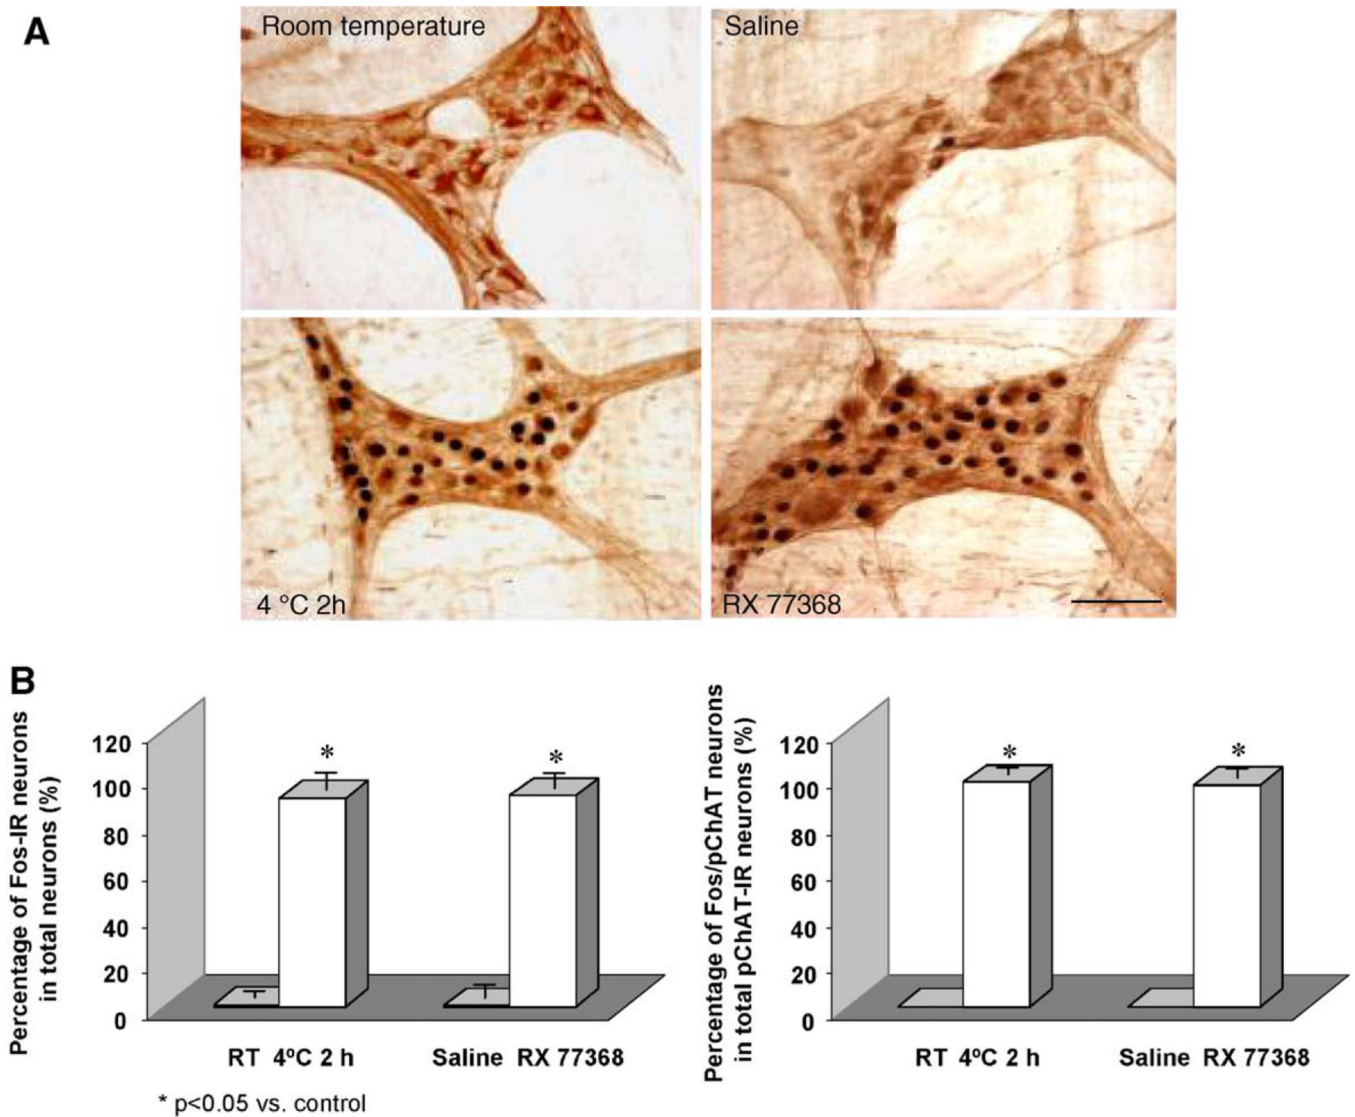 A
Room temperature
Saline
4 °C 2h
RX 77368
B
Percentage of Fos-IR neurons
in total neurons (%)
120
100
80
60
40
20
0
*
*
RT 4ºC 2 h
Saline RX 77368
* p<0.05 vs. control
Percentage of Fos/pChAT neurons
in total pChAT-IR neurons (%)
120
100
80
60
40
20
0
*
*
RT 4ºC 2 h
Saline RX 77368